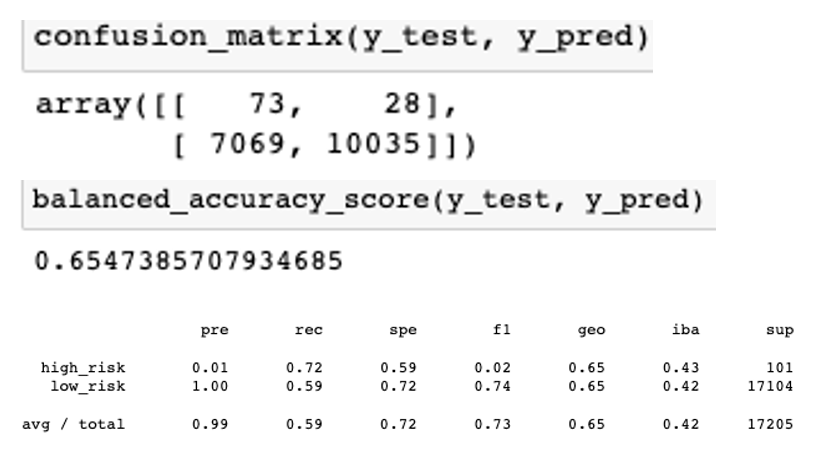 confusion_matrix(y_test, y_pred)
array([[   73,    28],
       [ 7069, 10035]])
balanced_accuracy_score(y_test, y_pred)
0.6547385707934685
pre rec spe f1 geo iba sup
high_risk 0.01 0.72 0.59 0.02 0.65 0.43 101
low_risk 1.00 0.59 0.72 0.74 0.65 0.42 17104
avg / total 0.99 0.59 0.72 0.73 0.65 0.42 17205